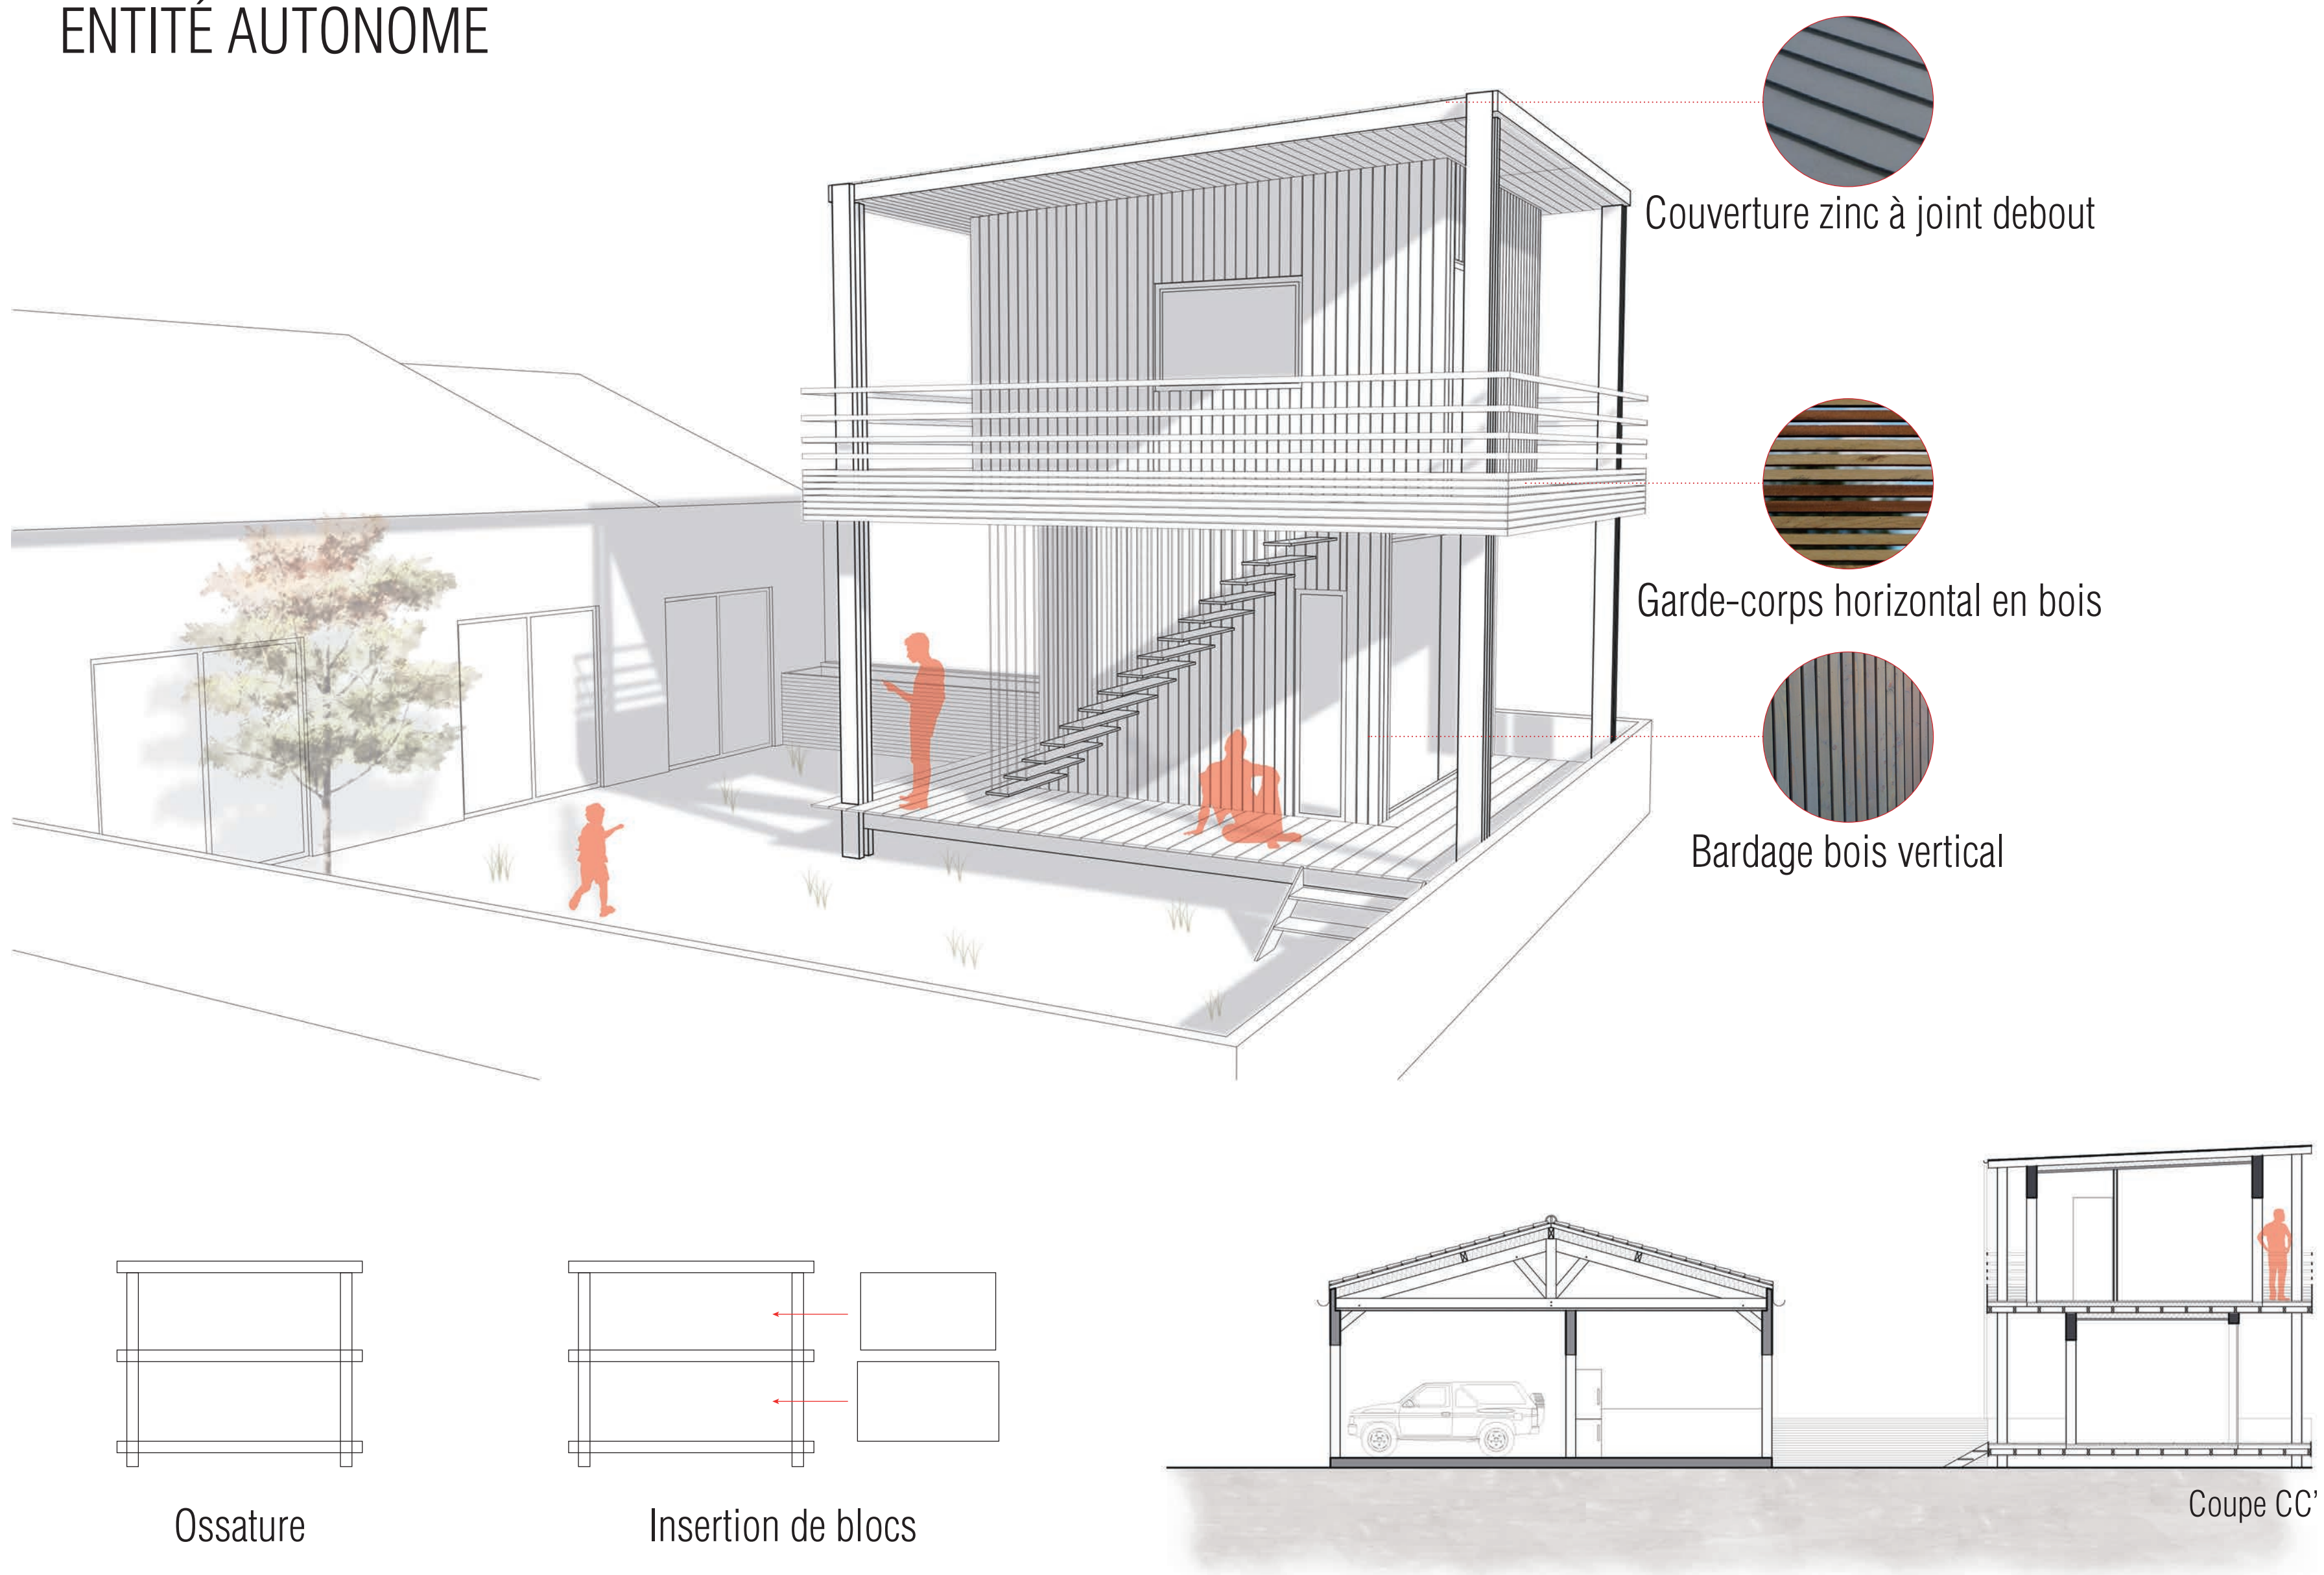 ENTITÉ AUTONOME
Couverture zinc à joint debout
Garde-corps horizontal en bois
Bardage bois vertical
Ossature
Insertion de blocs
Coupe CC'